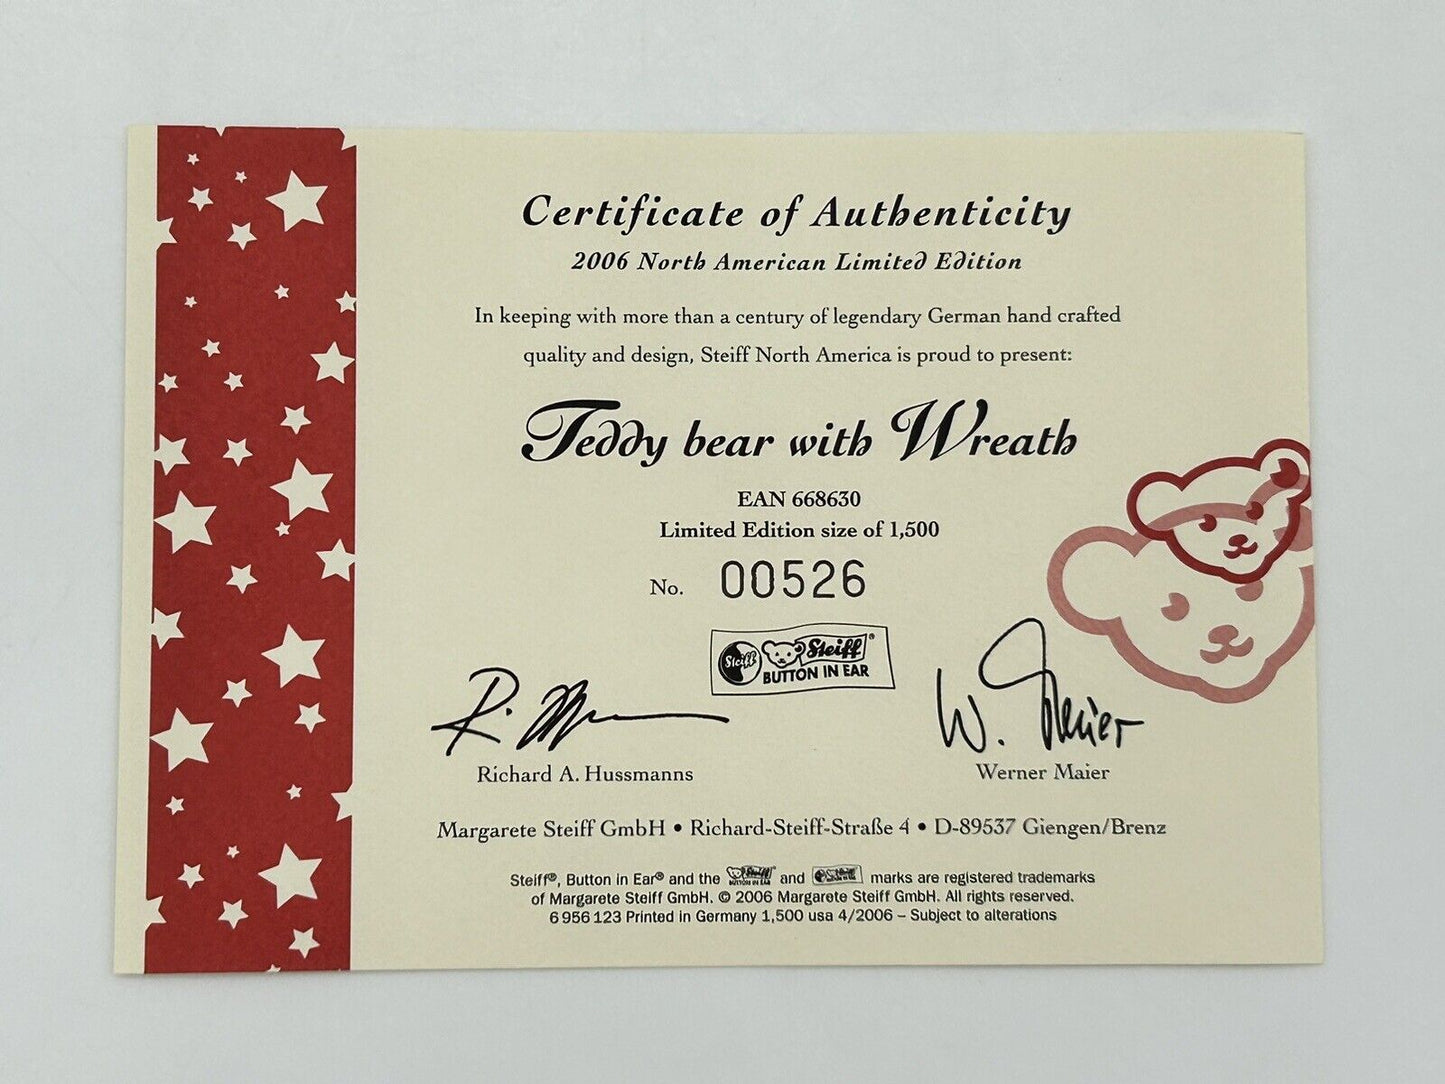 Certificate of Authenticity
2006 North American Limited Edition
In keeping with more than a century of legendary German hand crafted
quality and design, Steiff North America is proud to present:
Teddy bear with Wreath
EAN 668630
Limited Edition size of 1,500
No. 00526
Steiff Steiff®
BUTTON IN EAR
R. W. Maier
Richard A. Hussmanns Werner Maier
Margarete Steiff GmbH • Richard-Steiff-Straße 4 • D-89537 Giengen/Brenz
Steiff®, Button in Ear® and the Steiff BUTTON IN EAR and marks are registered trademarks
of Margarete Steiff GmbH. © 2006 Margarete Steiff GmbH. All rights reserved.
6 956 123 Printed in Germany 1,500 usa 4/2006 – Subject to alterations